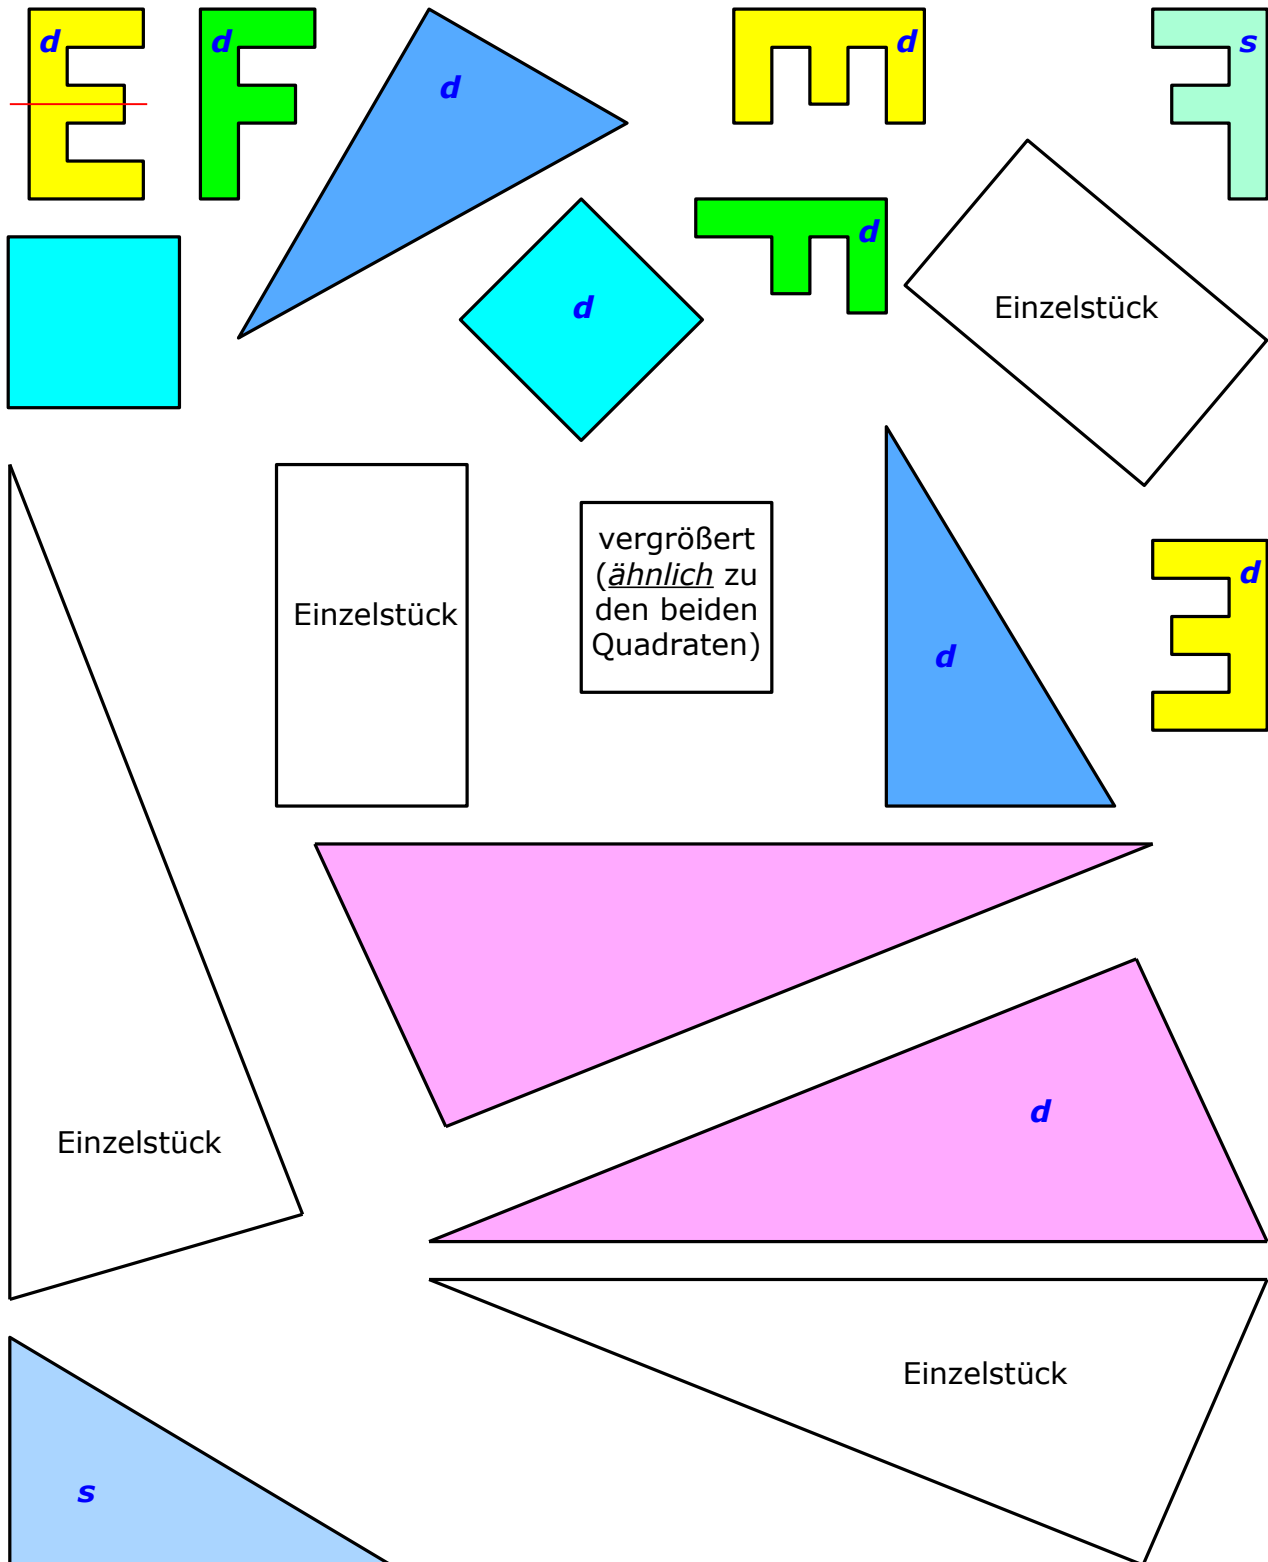 d
d
d
d
s
d
d
Einzelstück
vergrößert
(ähnlich zu
den beiden
Quadraten)
d
Einzelstück
d
d
Einzelstück
Einzelstück
s